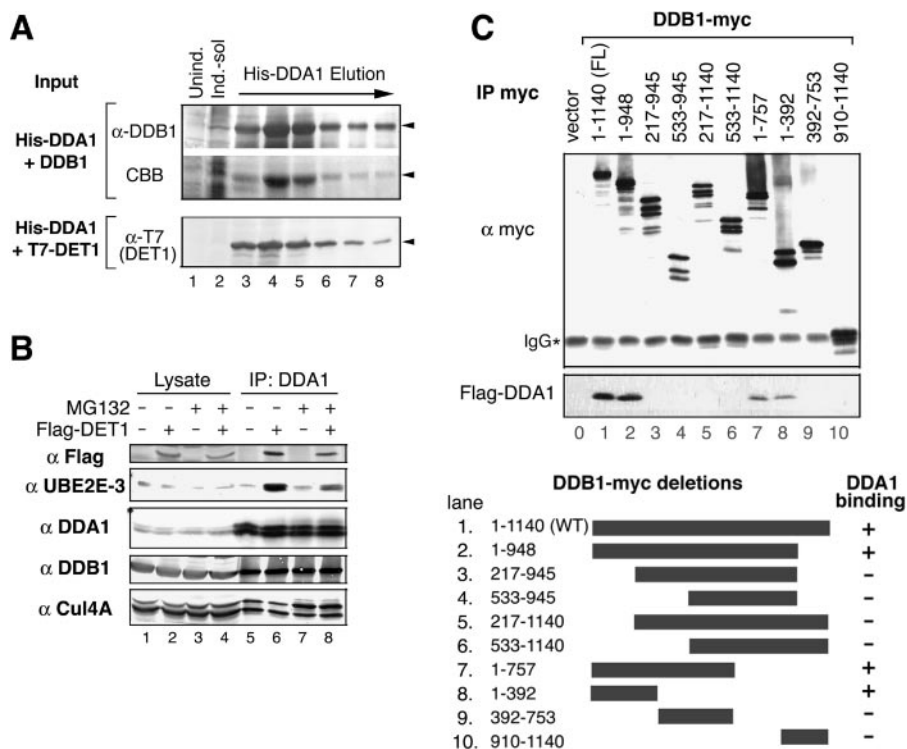 A
Input
Unind.
Ind.-sol
His-DDA1 Elution
His-DDA1
+ DDB1
α-DDB1
CBB
His-DDA1
+ T7-DET1
α-T7
(DET1)
1 2 3 4 5 6 7 8
B
Lysate IP: DDA1
MG132 - - + + - - + +
Flag-DET1 - + - + - + - +
α Flag
α UBE2E-3
α DDA1
α DDB1
α Cul4A
1 2 3 4 5 6 7 8
C
DDB1-myc
IP myc
vector
1-1140 (FL)
1-948
217-945
533-945
217-1140
533-1140
1-757
1-392
392-753
910-1140
α myc
IgG*
Flag-DDA1
0 1 2 3 4 5 6 7 8 9 10
lane DDB1-myc deletions DDA1
binding
1. 1-1140 (WT) +
2. 1-948 +
3. 217-945 -
4. 533-945 -
5. 217-1140 -
6. 533-1140 -
7. 1-757 +
8. 1-392 +
9. 392-753 -
10. 910-1140 -